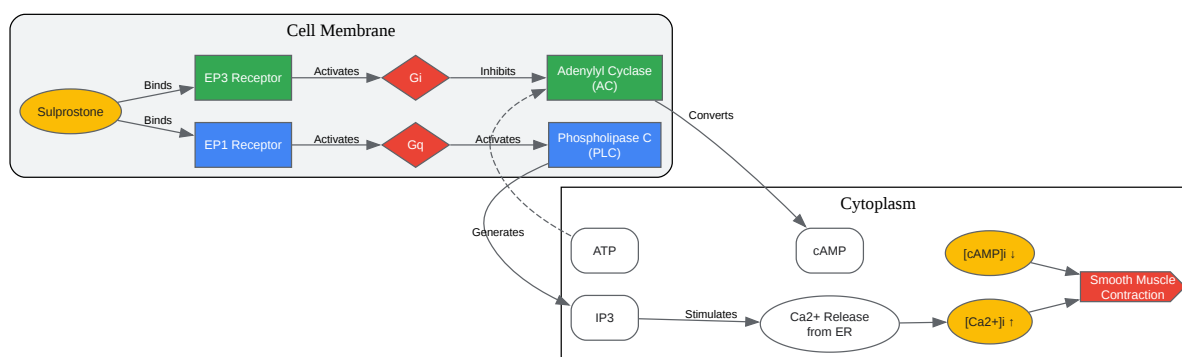 Cell Membrane
Sulprostone
Binds
Binds
EP3 Receptor
Activates
Gi
Inhibits
Adenylyl Cyclase
(AC)
EP1 Receptor
Activates
Gq
Activates
Phospholipase C
(PLC)
Converts
Generates
Cytoplasm
ATP
cAMP
[cAMP]i ↓
Smooth Muscle
Contraction
IP3
Stimulates
Ca2+ Release
from ER
[Ca2+]i ↑